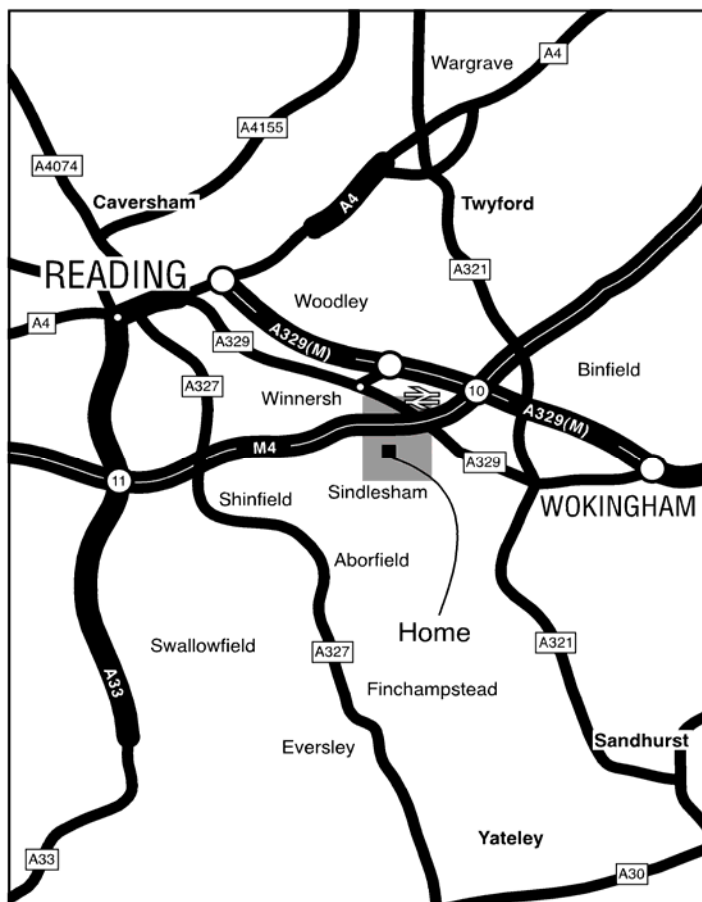 Wargrave
A4
A4155
A4074
Caversham
A4
Twyford
READING
A321
Woodley
A4
A329
A329(M)
Binfield
A327
Winnersh
10
A329(M)
M4
A329
11
Sindlesham
Shinfield
WOKINGHAM
Aborfield
Home
Swallowfield
A327
A321
A33
Finchampstead
Eversley
Sandhurst
Yateley
A33
A30